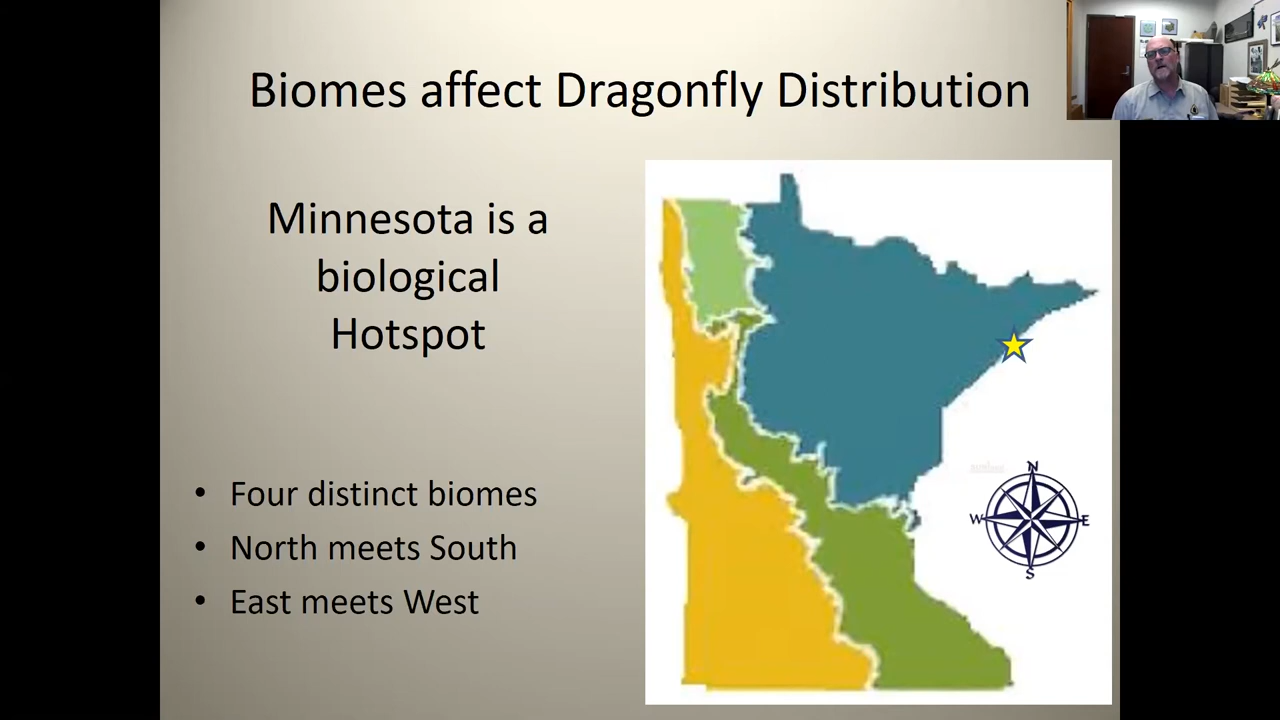 Biomes affect Dragonfly Distribution
Minnesota is a
biological
Hotspot
• Four distinct biomes
• North meets South
• East meets West
N
W
E
S